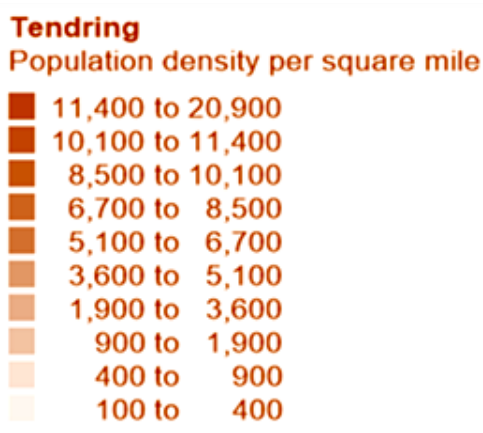 Tendring
Population density per square mile
11,400 to 20,900
10,100 to 11,400
8,500 to 10,100
6,700 to 8,500
5,100 to 6,700
3,600 to 5,100
1,900 to 3,600
900 to 1,900
400 to 900
100 to 400